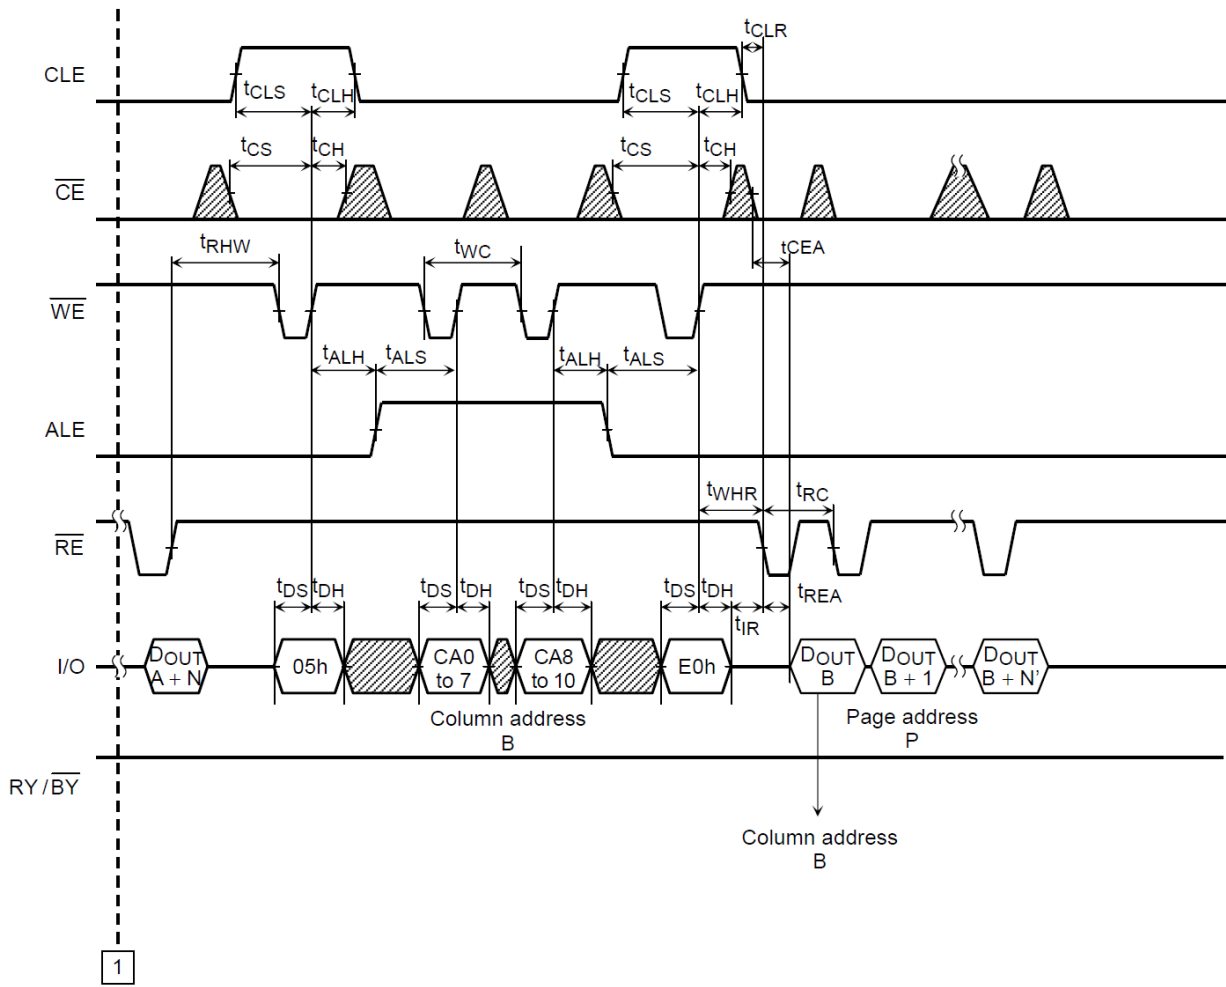 tCLR
CLE
tCLS tCLH tCLS tCLH
tCS tCH tCS tCH
CE
tRHW tWC tCEA
WE
tALH tALS tALH tALS
ALE
tWHR tRC
RE
tDS tDH tDS tDH tDS tDH tDS tDH tREA
tIR
I/O
DOUT
A + N
05h
CA0
to 7
CA8
to 10
E0h
DOUT
B
DOUT
B + 1
DOUT
B + N’
Column address
B
Page address
P
RY / BY
Column address
B
1